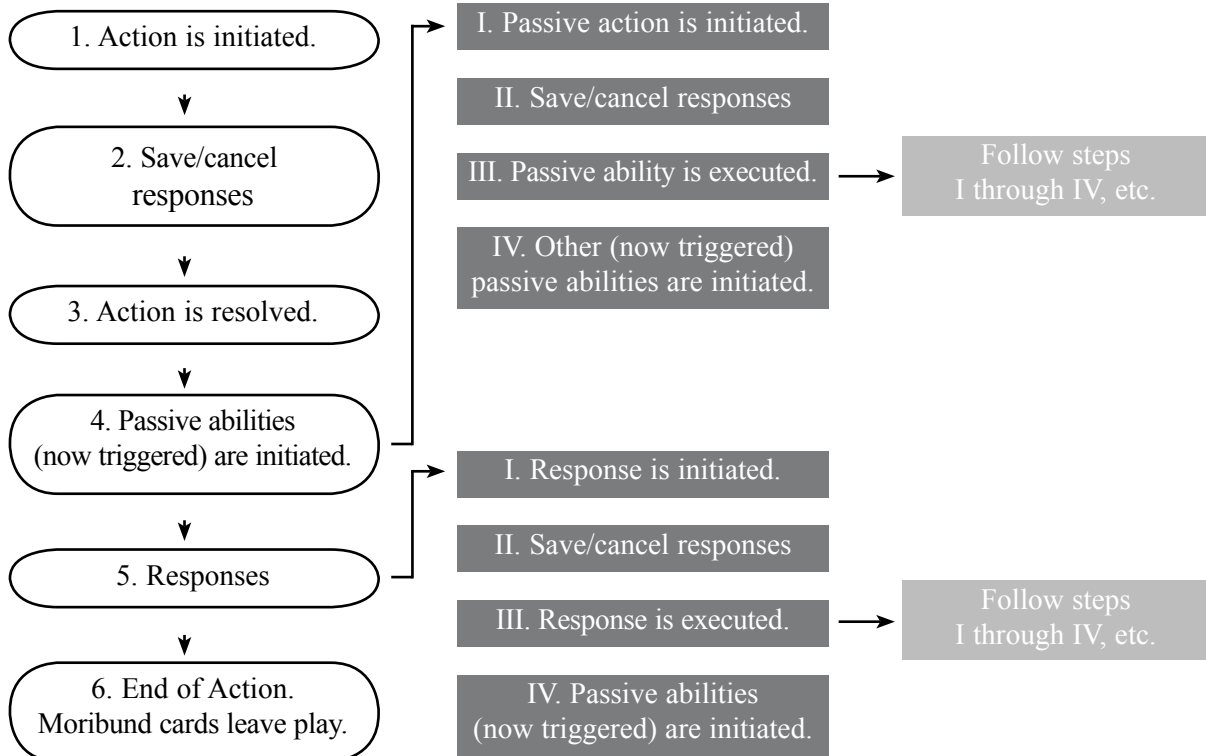 1. Action is initiated.
2. Save/cancel
responses
3. Action is resolved.
4. Passive abilities
(now triggered) are initiated.
5. Responses
6. End of Action.
Moribund cards leave play.
I. Passive action is initiated.
II. Save/cancel responses
III. Passive ability is executed.
IV. Other (now triggered)
passive abilities are initiated.
Follow steps
I through IV, etc.
I. Response is initiated.
II. Save/cancel responses
III. Response is executed.
IV. Passive abilities
(now triggered) are initiated.
Follow steps
I through IV, etc.